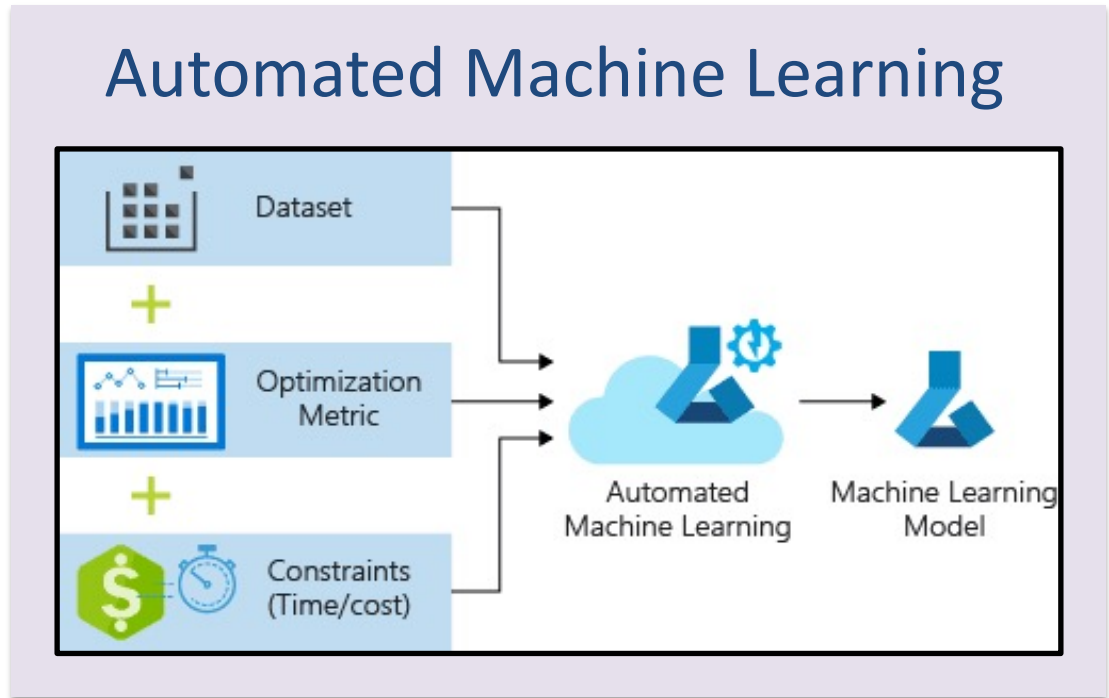 Automated Machine Learning
Dataset
Optimization
Metric
Constraints
(Time/cost)
Automated
Machine Learning
Machine Learning
Model